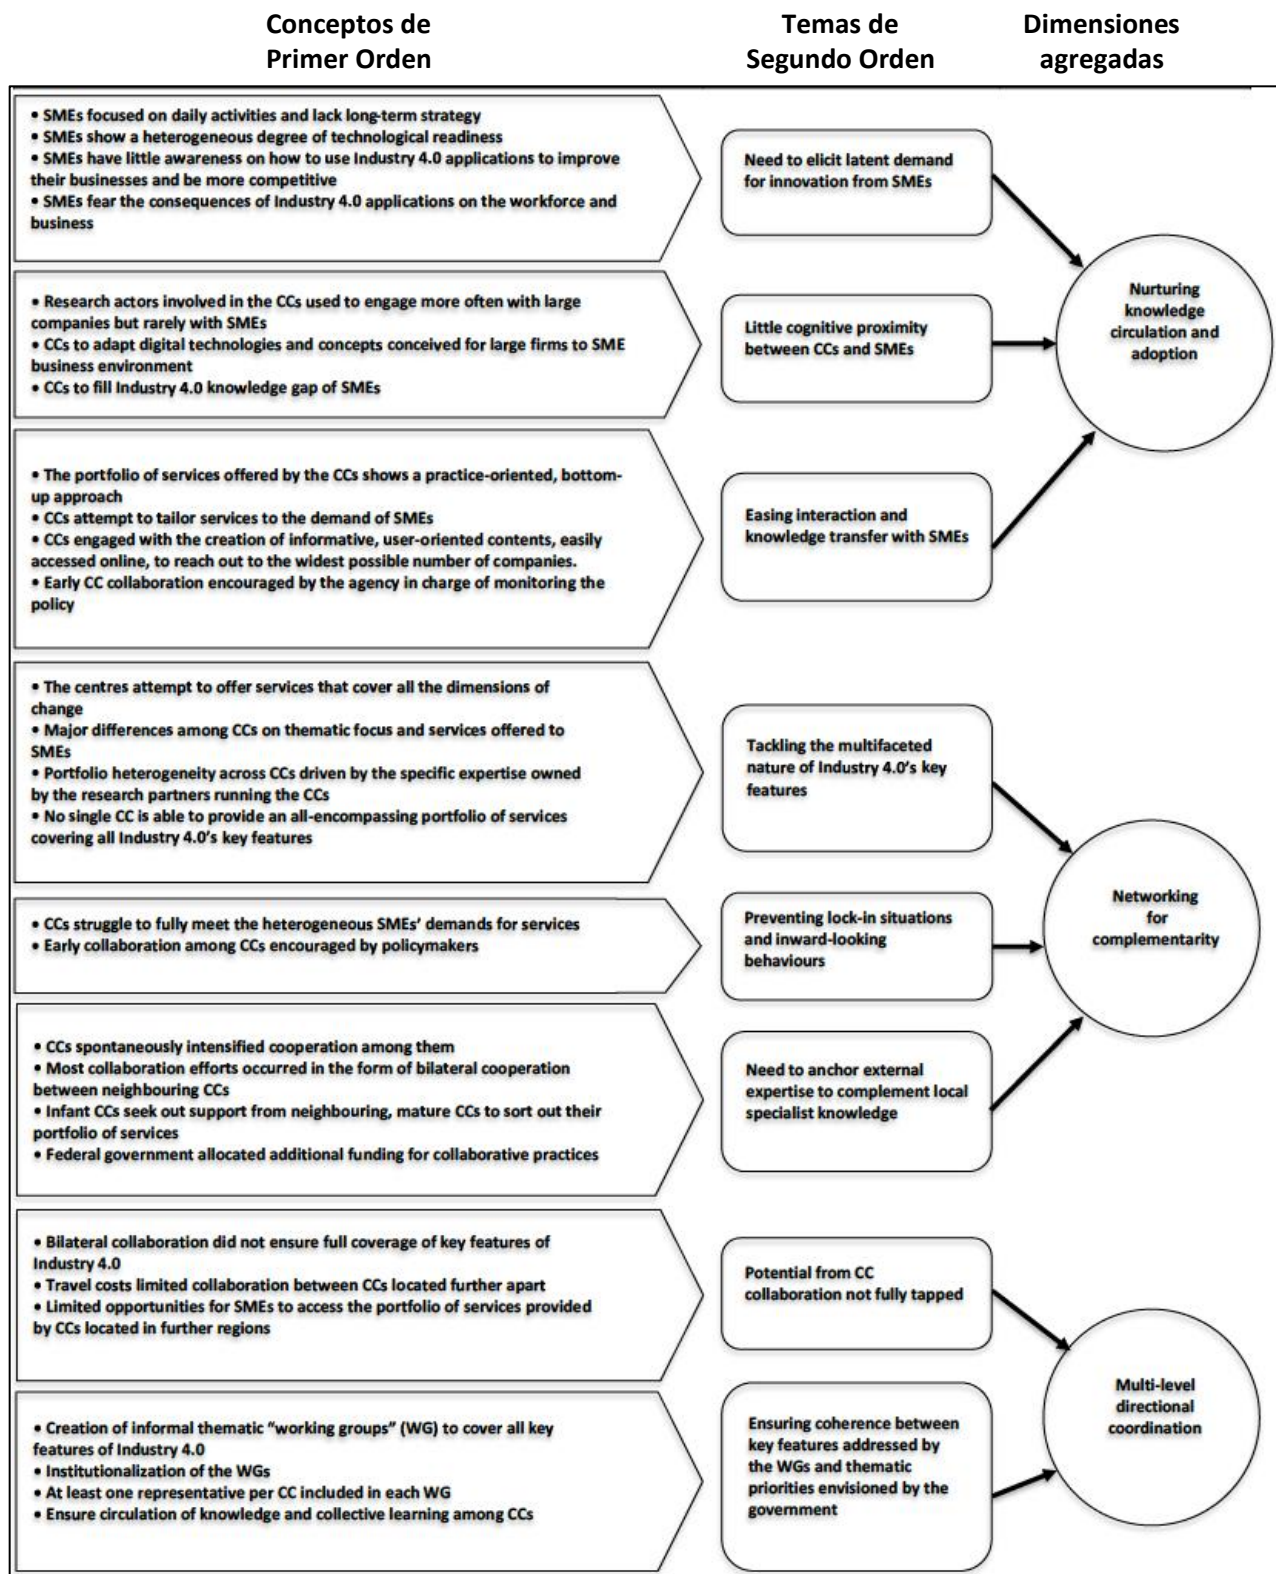 Conceptos de
Primer Orden
Temas de
Segundo Orden
Dimensiones
agregadas
• SMEs focused on daily activities and lack long-term strategy
• SMEs show a heterogeneous degree of technological readiness
• SMEs have little awareness on how to use Industry 4.0 applications to improve
their businesses and be more competitive
• SMEs fear the consequences of Industry 4.0 applications on the workforce and
business
Need to elicit latent demand
for innovation from SMEs
• Research actors involved in the CCs used to engage more often with large
companies but rarely with SMEs
• CCs to adapt digital technologies and concepts conceived for large firms to SME
business environment
• CCs to fill Industry 4.0 knowledge gap of SMEs
Little cognitive proximity
between CCs and SMEs
• The portfolio of services offered by the CCs shows a practice-oriented, bottom-
up approach
• CCs attempt to tailor services to the demand of SMEs
• CCs engaged with the creation of informative, user-oriented contents, easily
accessed online, to reach out to the widest possible number of companies.
• Early CC collaboration encouraged by the agency in charge of monitoring the
policy
Easing interaction and
knowledge transfer with SMEs
Nurturing
knowledge
circulation and
adoption
• The centres attempt to offer services that cover all the dimensions of
change
• Major differences among CCs on thematic focus and services offered to
SMEs
• Portfolio heterogeneity across CCs driven by the specific expertise owned
by the research partners running the CCs
• No single CC is able to provide an all-encompassing portfolio of services
covering all Industry 4.0's key features
Tackling the multifaceted
nature of Industry 4.0's key
features
• CCs struggle to fully meet the heterogeneous SMEs' demands for services
• Early collaboration among CCs encouraged by policymakers
Preventing lock-in situations
and inward-looking
behaviours
• CCs spontaneously intensified cooperation among them
• Most collaboration efforts occurred in the form of bilateral cooperation
between neighbouring CCs
• Infant CCs seek out support from neighbouring, mature CCs to sort out their
portfolio of services
• Federal government allocated additional funding for collaborative practices
Need to anchor external
expertise to complement local
specialist knowledge
Networking
for
complementarity
• Bilateral collaboration did not ensure full coverage of key features of
Industry 4.0
• Travel costs limited collaboration between CCs located further apart
• Limited opportunities for SMEs to access the portfolio of services provided
by CCs located in further regions
Potential from CC
collaboration not fully tapped
• Creation of informal thematic “working groups” (WG) to cover all key
features of Industry 4.0
• Institutionalization of the WGs
• At least one representative per CC included in each WG
• Ensure circulation of knowledge and collective learning among CCs
Ensuring coherence between
key features addressed by
the WGs and thematic
priorities envisioned by the
government
Multi-level
directional
coordination